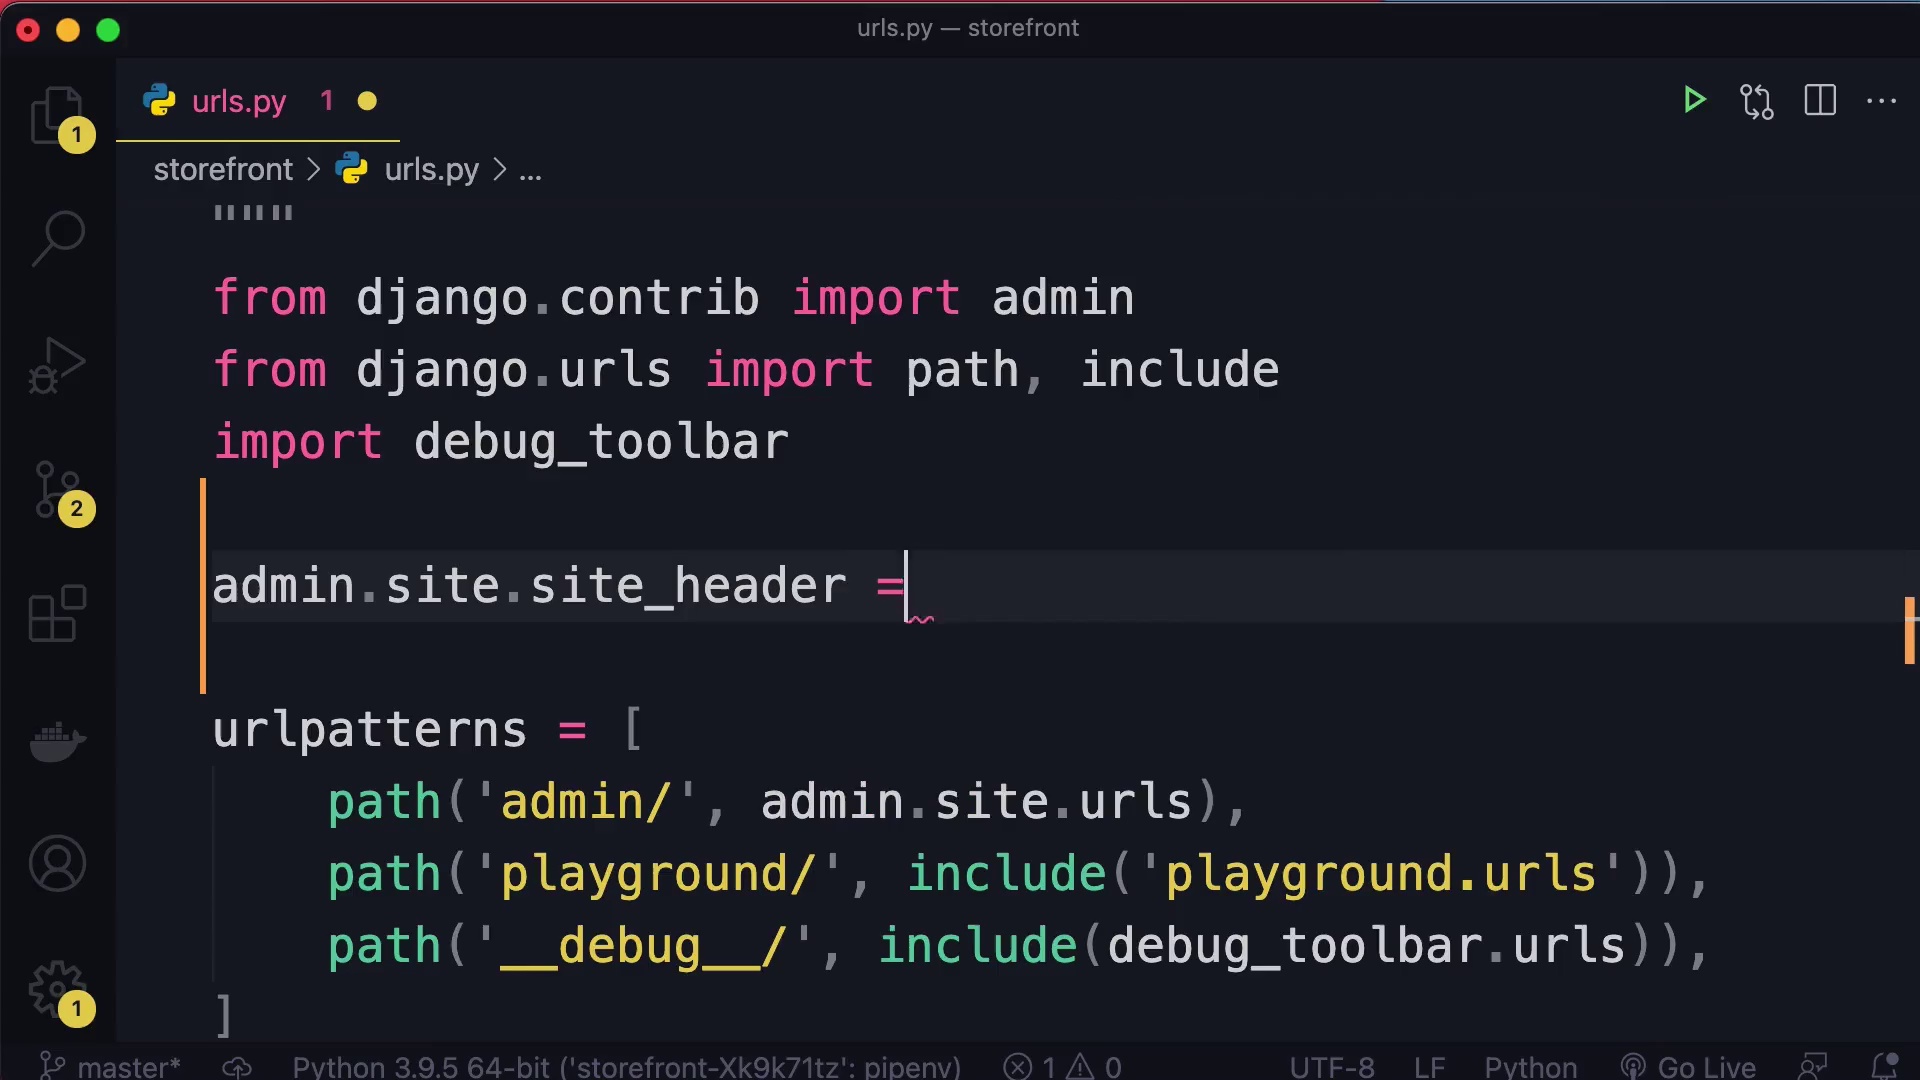 urls.py — storefront
urls.py 1
1
storefront > urls.py > ...
"""
from django.contrib import admin
from django.urls import path, include
import debug_toolbar
2
admin.site.site_header =
urlpatterns = [
path('admin/', admin.site.urls),
path('playground/', include('playground.urls')),
path('__debug__/', include(debug_toolbar.urls)),
1
]
master* Python 3.9.5 64-bit ('storefront-Xk9k71tz': pipenv) 1 0 UTF-8 LF Python Go Live